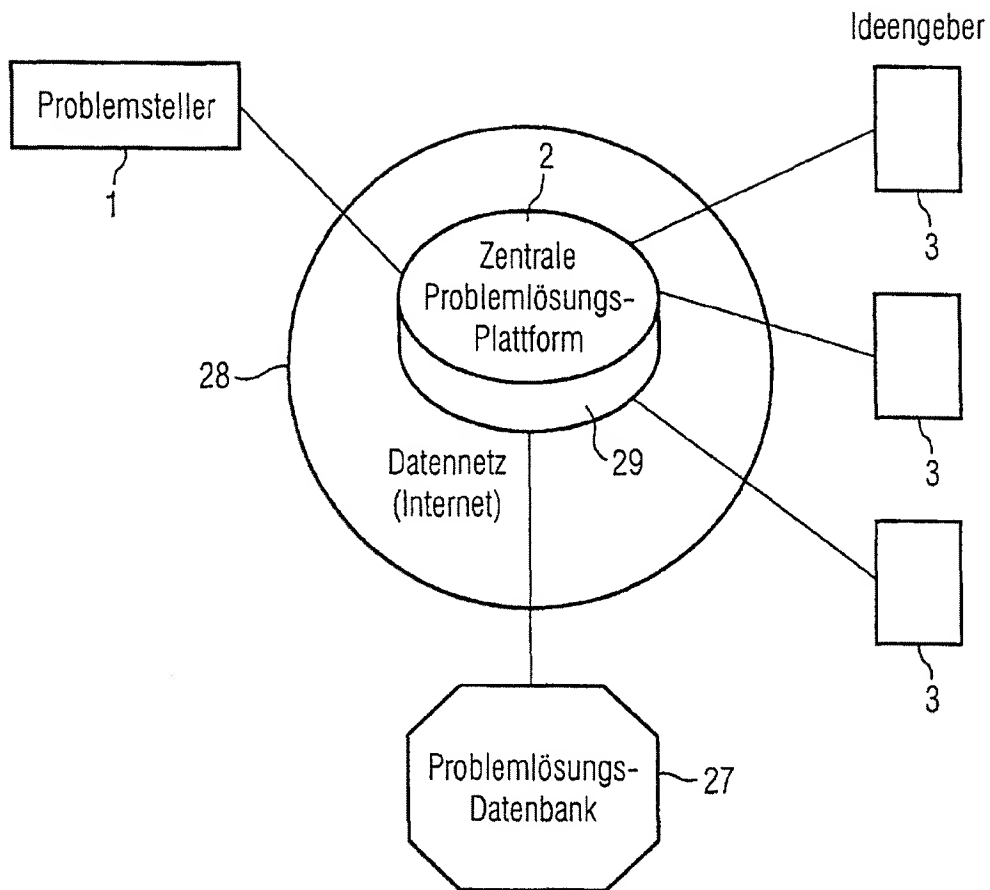 Ideengeber
Problemsteller
1
2
3
Zentrale
Problemlösungs-
Plattform
28
29
3
Datennetz
(Internet)
3
Problemlösungs-
Datenbank
27